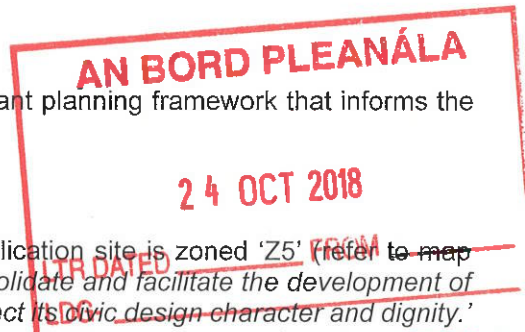 AN BORD PLEANÁLA
ant planning framework that informs the
24 OCT 2018
lication site is zoned 'Z5' (refer to map
LTR DATED FROM
olidate and facilitate the development of
LDG-
ect its civic design character and dignity.'